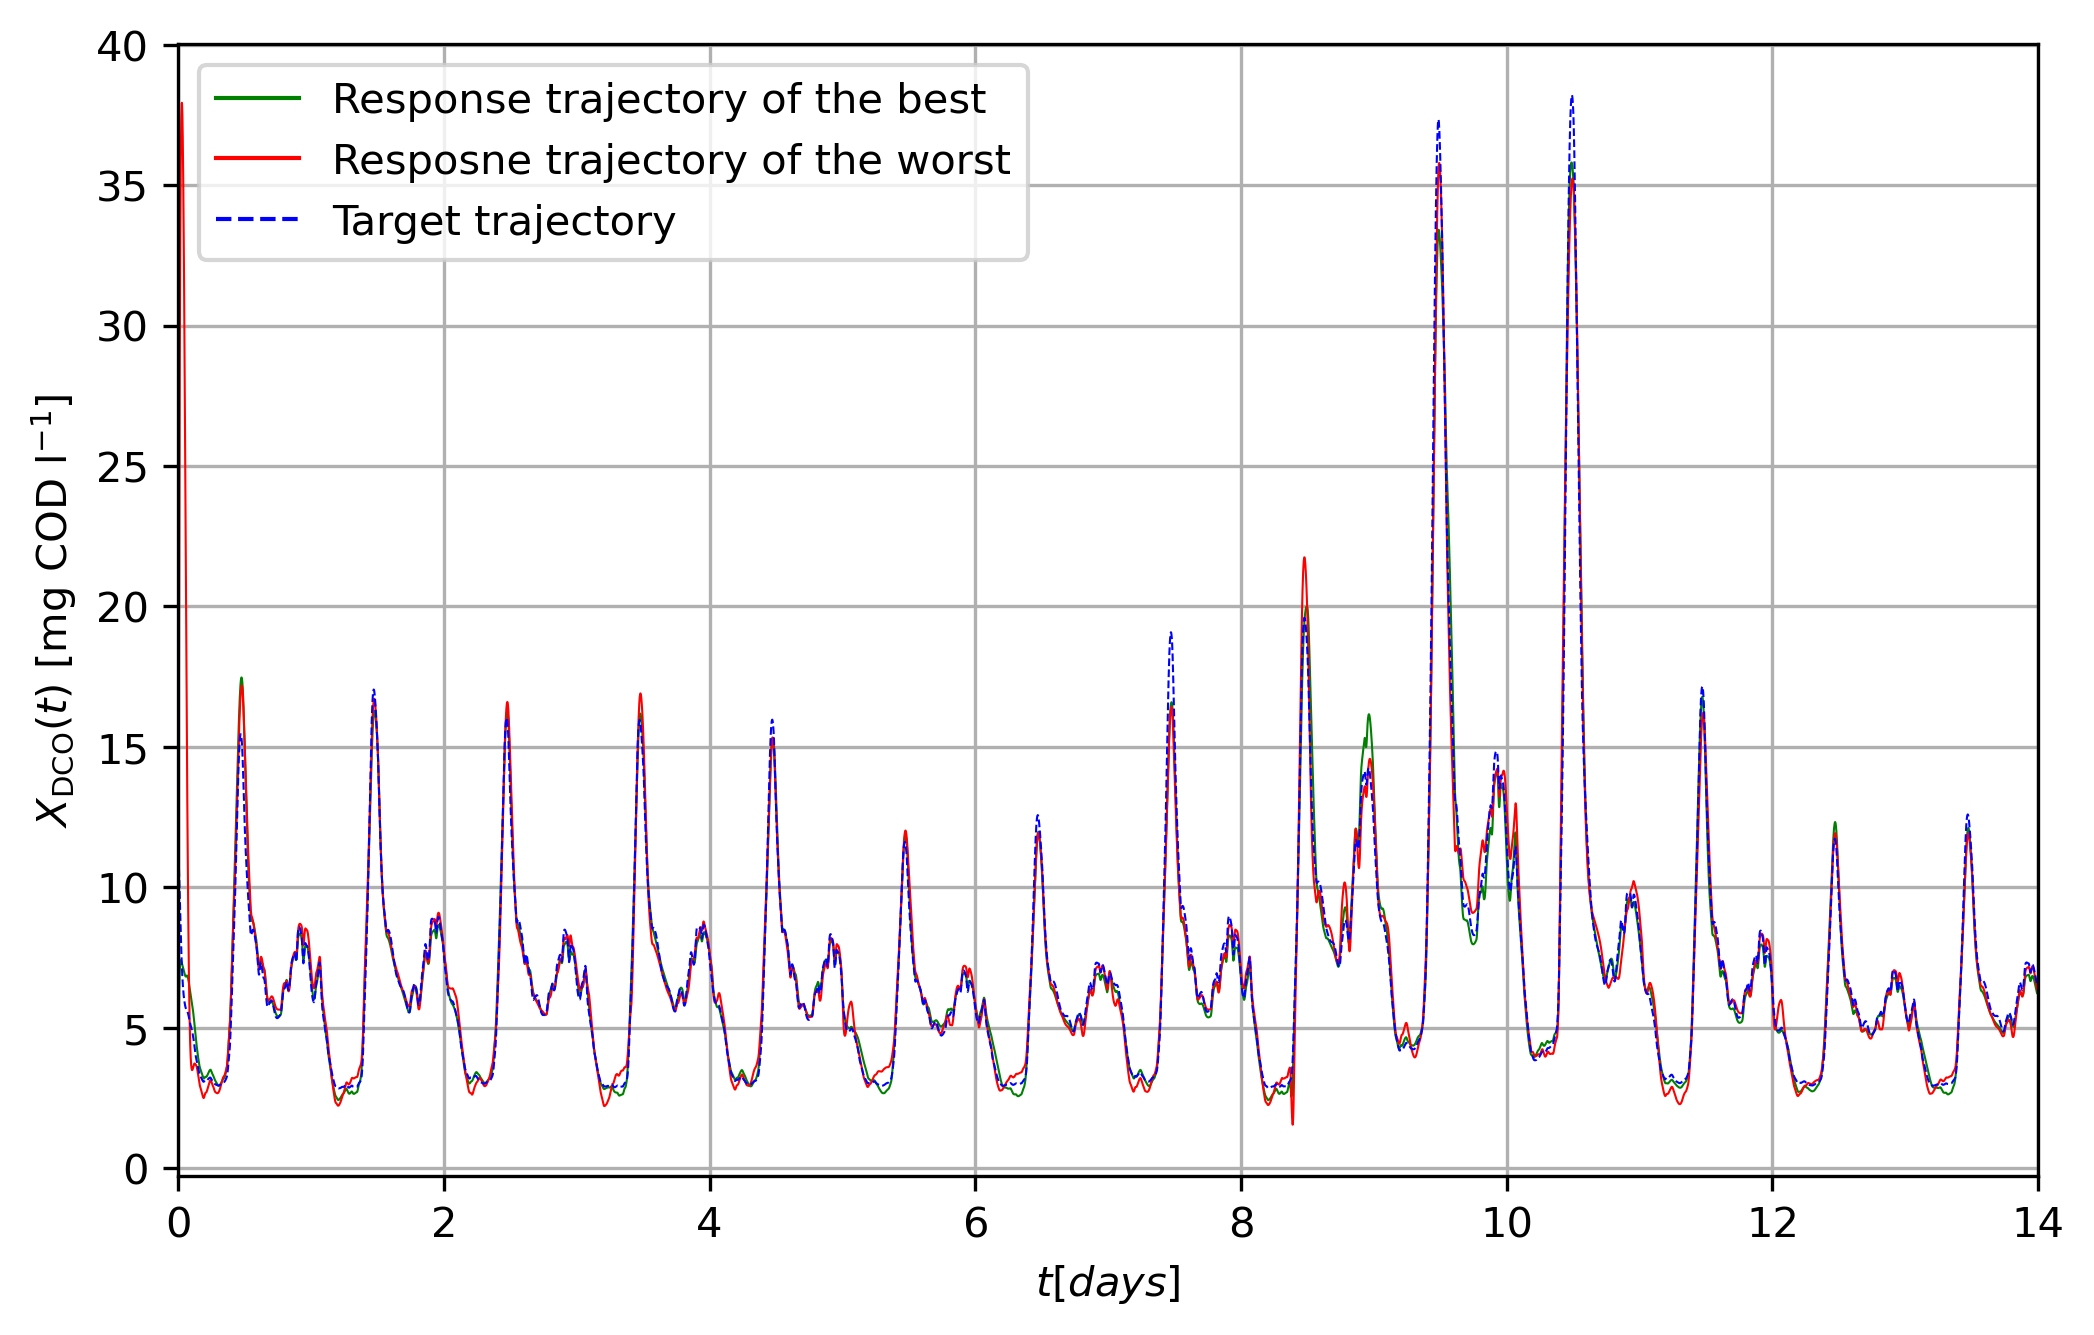 40
35
30
25
20
15
10
5
0
Response trajectory of the best
Resposne trajectory of the worst
Target trajectory
X_DCO(t) [mg COD l⁻¹]
0 2 4 6 8 10 12 14
t[days]